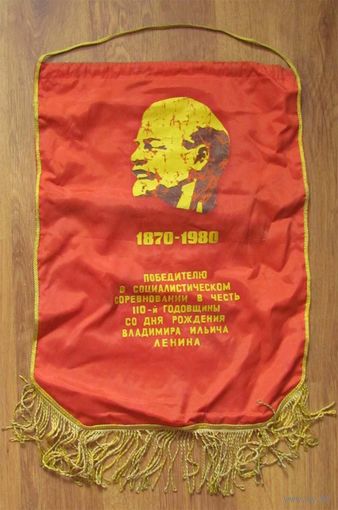 1870-1980
ПОБЕДИТЕЛЮ
В СОЦИАЛИСТИЧЕСКОМ
СОРЕВНОВАНИИ В ЧЕСТЬ
110-й ГОДОВЩИНЫ
СО ДНЯ РОЖДЕНИЯ
ВЛАДИМИРА ИЛЬИЧА
ЛЕНИНА